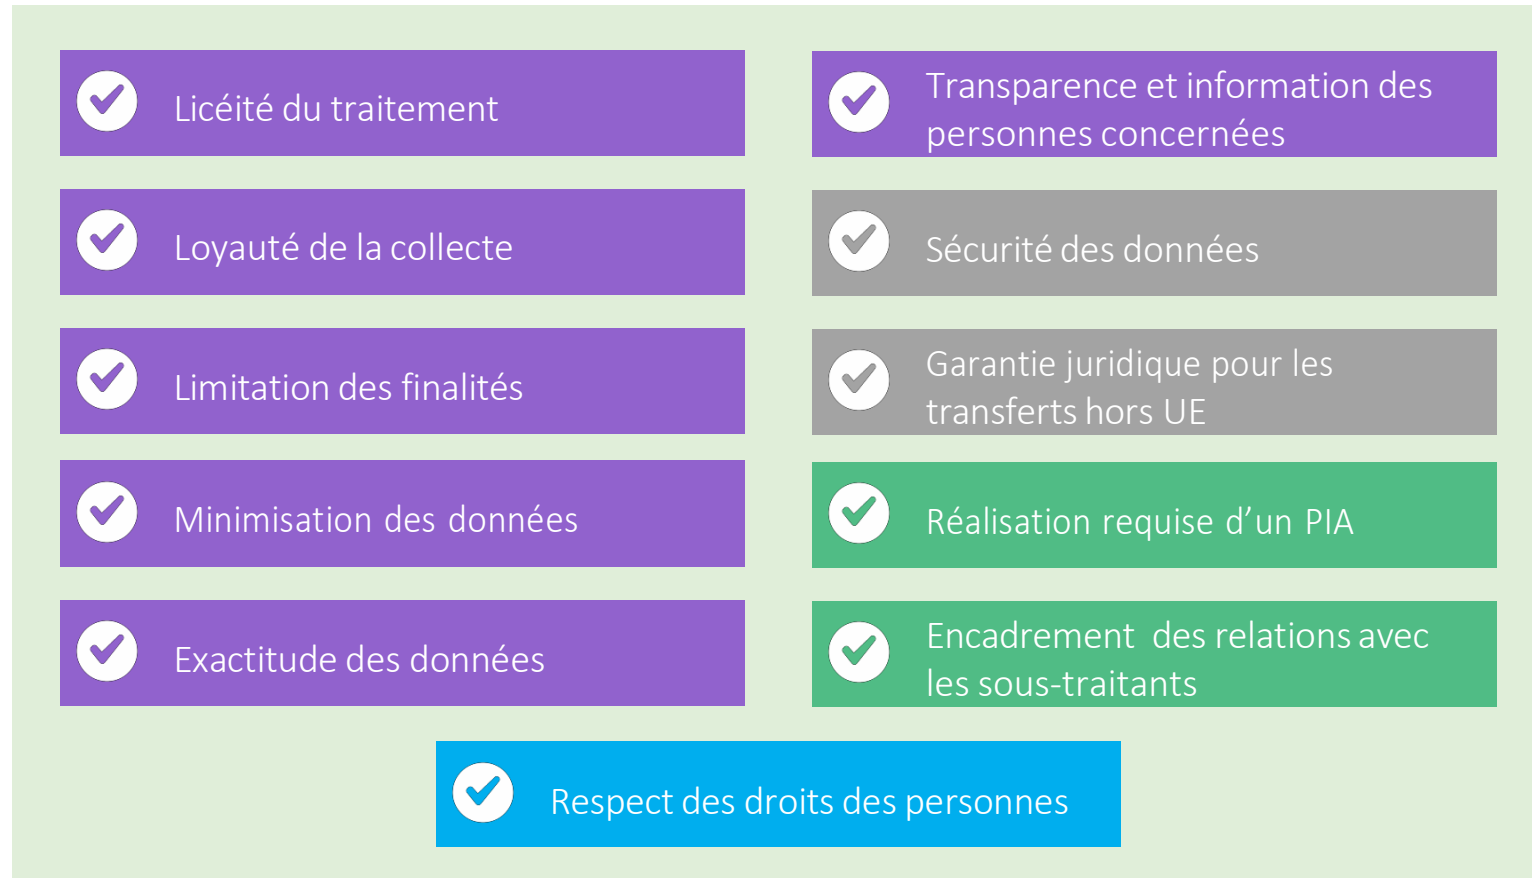 Licéité du traitement
Loyauté de la collecte
Limitation des finalités
Minimisation des données
Exactitude des données
Transparence et information des
personnes concernées
Sécurité des données
Garantie juridique pour les
transferts hors UE
Réalisation requise d’un PIA
Encadrement  des relations avec
les sous-traitants
Respect des droits des personnes